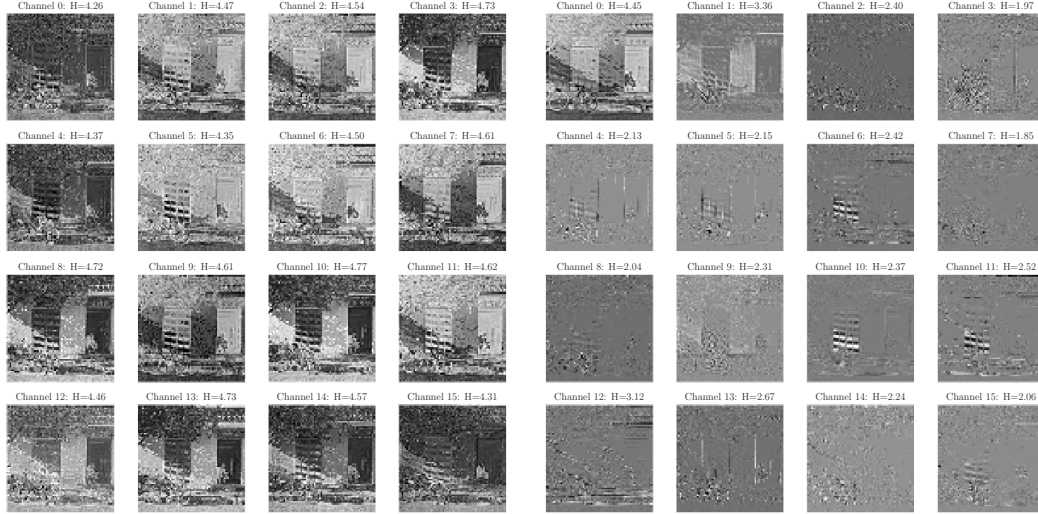 Channel 0: H=4.26 Channel 1: H=4.47 Channel 2: H=4.54 Channel 3: H=4.73 Channel 0: H=4.45 Channel 1: H=3.36 Channel 2: H=2.40 Channel 3: H=1.97
Channel 4: H=4.37 Channel 5: H=4.35 Channel 6: H=4.50 Channel 7: H=4.61 Channel 4: H=2.13 Channel 5: H=2.15 Channel 6: H=2.42 Channel 7: H=1.85
Channel 8: H=4.72 Channel 9: H=4.61 Channel 10: H=4.77 Channel 11: H=4.62 Channel 8: H=2.04 Channel 9: H=2.31 Channel 10: H=2.37 Channel 11: H=2.52
Channel 12: H=4.46 Channel 13: H=4.73 Channel 14: H=4.57 Channel 15: H=4.31 Channel 12: H=3.12 Channel 13: H=2.67 Channel 14: H=2.24 Channel 15: H=2.06